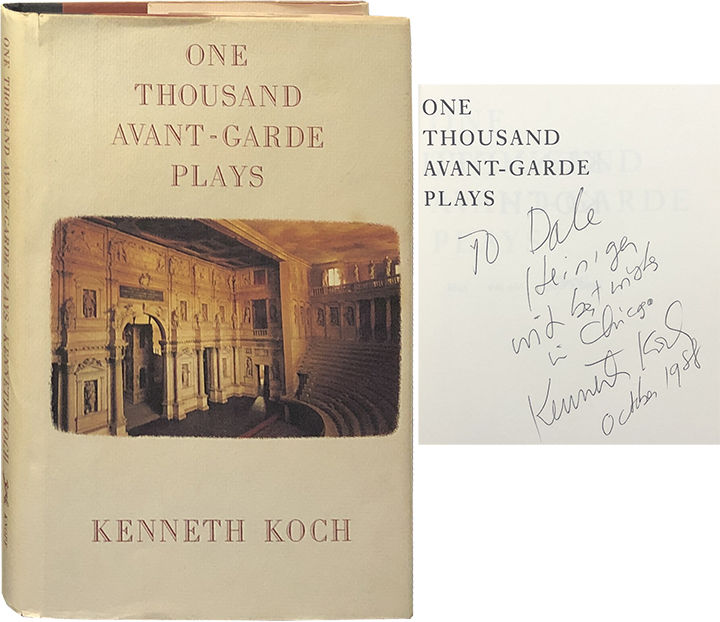 ONE THOUSAND AVANT-GARDE PLAYS KENNETH KOCH KNOPF
ONE
THOUSAND
AVANT-GARDE
PLAYS
KENNETH KOCH
ONE
THOUSAND
AVANT-GARDE
PLAYS
To Dale
Heiniger
with best wishes
in Chicago
Kenneth Koch
October 1988